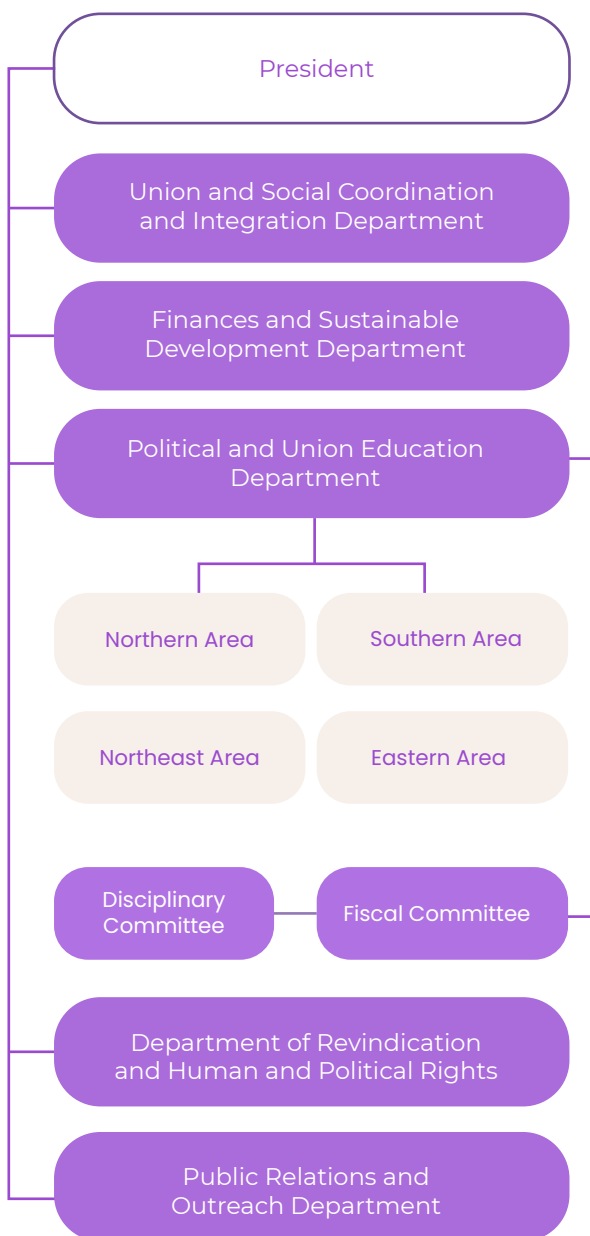 President
Union and Social Coordination
and Integration Department
Finances and Sustainable
Development Department
Political and Union Education
Department
Northern Area
Southern Area
Northeast Area
Eastern Area
Disciplinary
Committee
Fiscal Committee
Department of Revindication
and Human and Political Rights
Public Relations and
Outreach Department